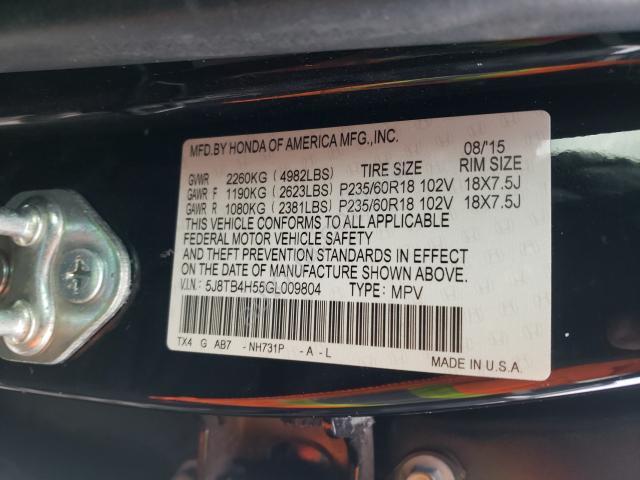 MFD. BY HONDA OF AMERICA MFG., INC. 08/'15
GVWR 2260KG (4982LBS) TIRE SIZE RIM SIZE
GAWR F 1190KG (2623LBS) P235/60R18 102V 18X7.5J
GAWR R 1080KG (2381LBS) P235/60R18 102V 18X7.5J
THIS VEHICLE CONFORMS TO ALL APPLICABLE
FEDERAL MOTOR VEHICLE SAFETY
AND THEFT PREVENTION STANDARDS IN EFFECT
ON THE DATE OF MANUFACTURE SHOWN ABOVE.
V.I.N.: 5J8TB4H55GL009804 TYPE: MPV
TX4 G AB7 - NH731P - A - L
MADE IN U.S.A.